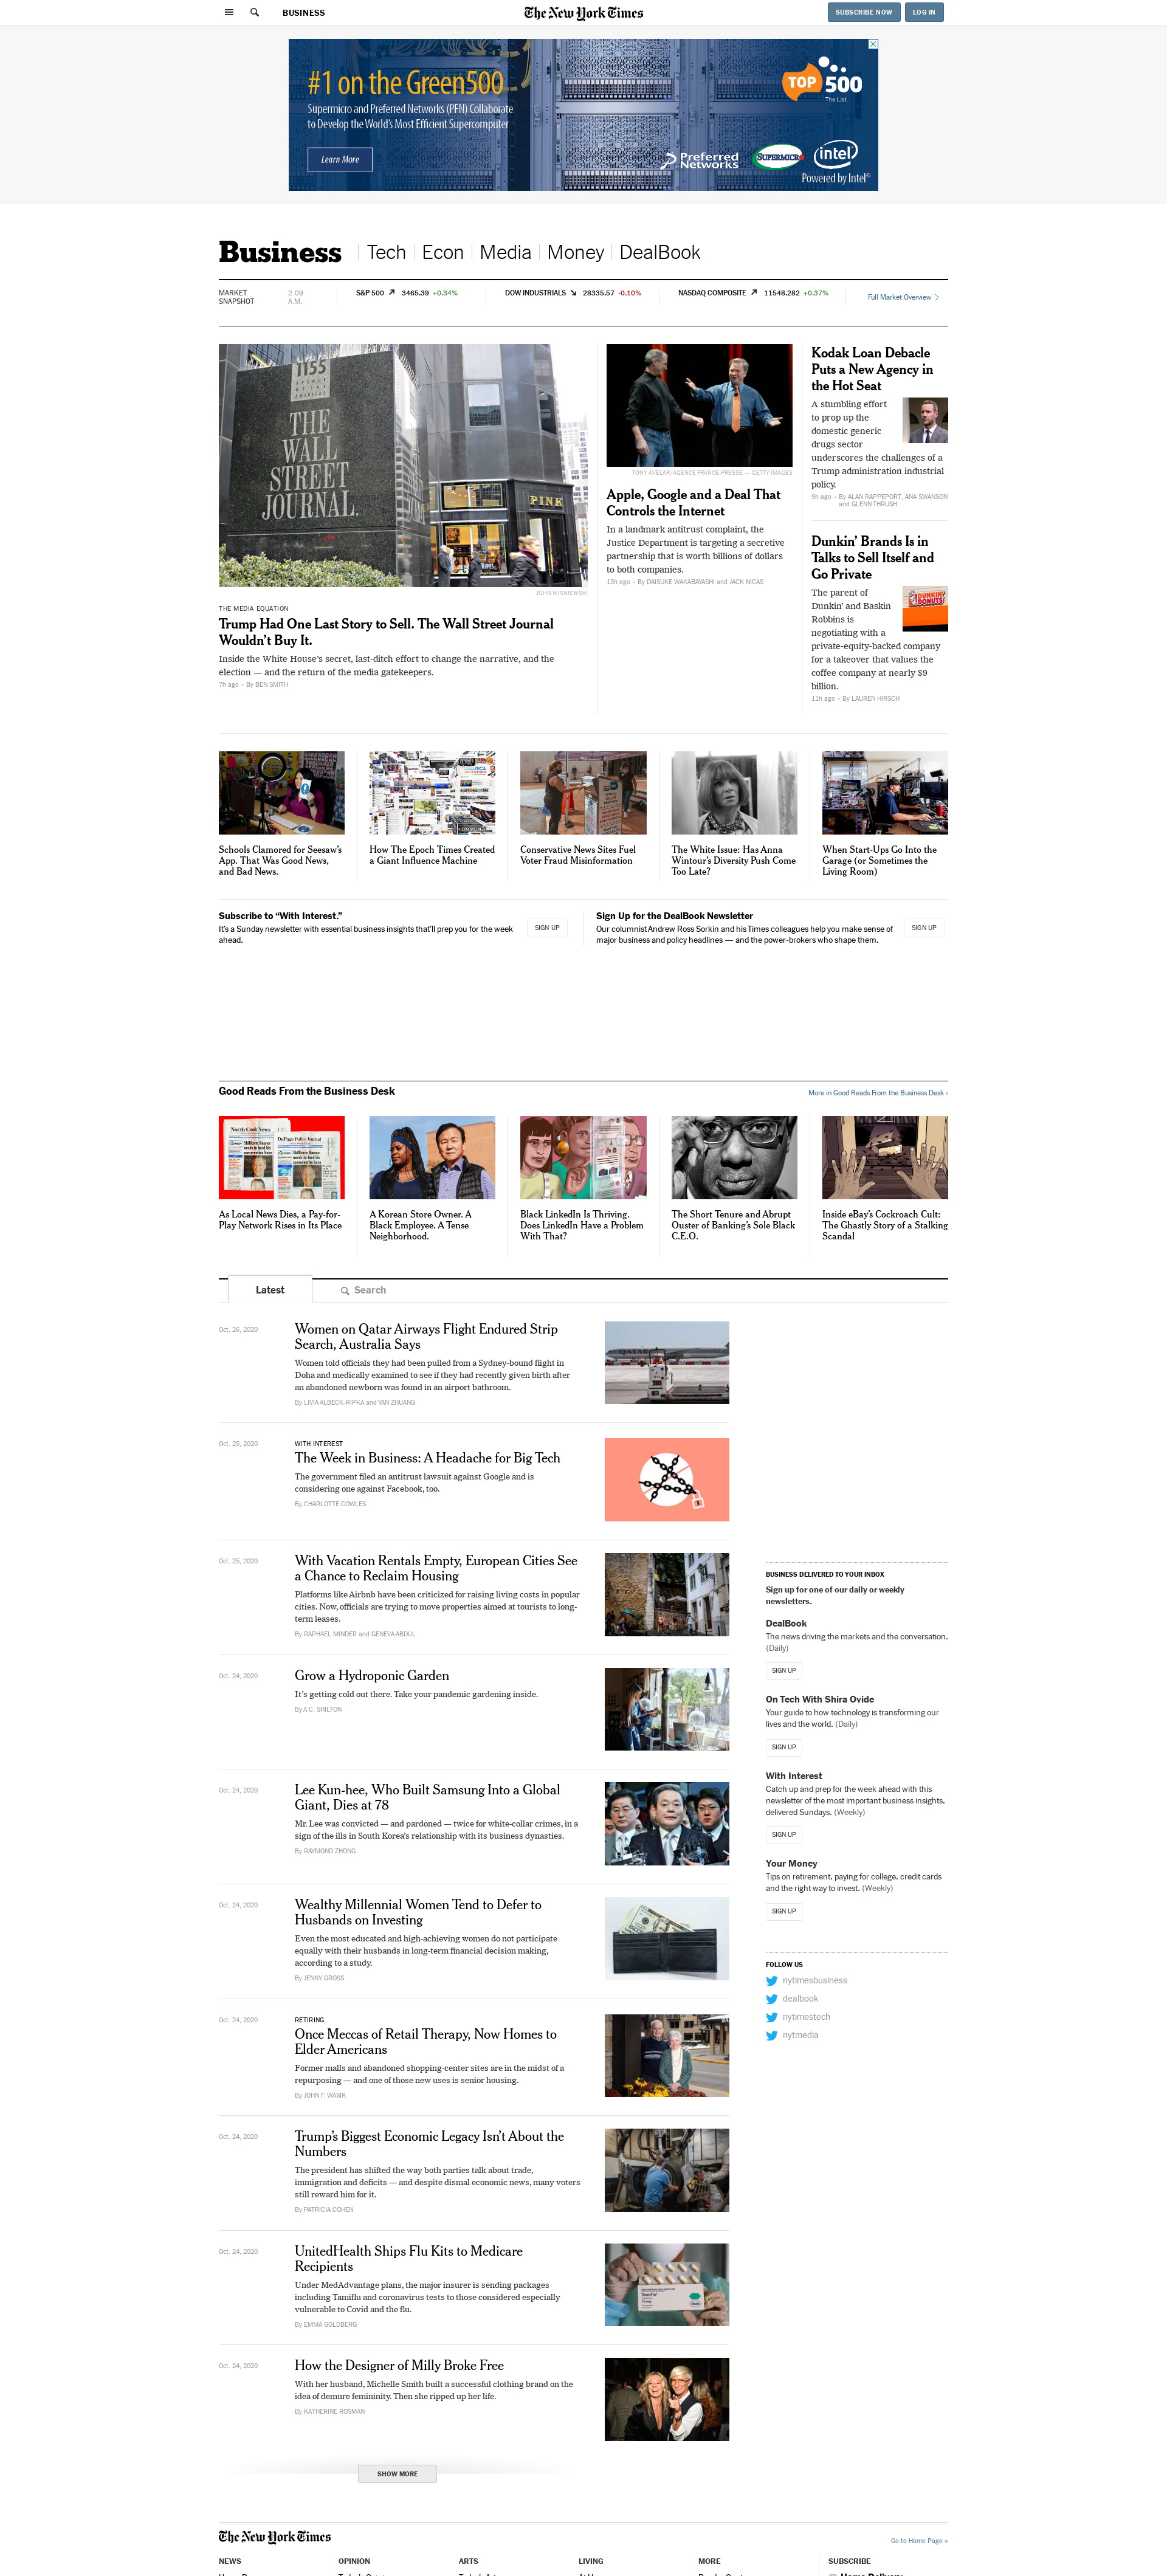 BUSINESS
The New York Times
SUBSCRIBE NOW
LOG IN
#1 on the Green500
Supermicro and Preferred Networks (PFN) Collaborate
to Develop the World's Most Efficient Supercomputer
Learn More
TOP 500
The List.
Preferred Networks
SUPERMICR
intel
Powered by Intel®
Business
Tech
Econ
Media
Money
DealBook
MARKET SNAPSHOT
2:09 A.M.
S&P 500 3465.39 +0.34%
DOW INDUSTRIALS 28335.57 -0.10%
NASDAQ COMPOSITE 11548.282 +0.37%
Full Market Overview
1155
THE
WALL
STREET
JOURNAL.
PINK
JOHN WISNIEWSKI
THE MEDIA EQUATION
Trump Had One Last Story to Sell. The Wall Street Journal
Wouldn't Buy It.
Inside the White House's secret, last-ditch effort to change the narrative, and the
election — and the return of the media gatekeepers.
7h ago • By BEN SMITH
TONY AVELAR/AGENCE FRANCE-PRESSE — GETTY IMAGES
Apple, Google and a Deal That
Controls the Internet
In a landmark antitrust complaint, the
Justice Department is targeting a secretive
partnership that is worth billions of dollars
to both companies.
13h ago • By DAISUKE WAKABAYASHI and JACK NICAS
Kodak Loan Debacle
Puts a New Agency in
the Hot Seat
A stumbling effort
to prop up the
domestic generic
drugs sector
underscores the challenges of a
Trump administration industrial
policy.
9h ago • By ALAN RAPPEPORT, ANA SWANSON
and GLENN THRUSH
Dunkin' Brands Is in
Talks to Sell Itself and
Go Private
The parent of
Dunkin' and Baskin
Robbins is
negotiating with a
private-equity-backed company
for a takeover that values the
coffee company at nearly $9
billion.
11h ago • By LAUREN HIRSCH
Schools Clamored for Seesaw's
App. That Was Good News,
and Bad News.
How The Epoch Times Created
a Giant Influence Machine
Conservative News Sites Fuel
Voter Fraud Misinformation
The White Issue: Has Anna
Wintour's Diversity Push Come
Too Late?
When Start-Ups Go Into the
Garage (or Sometimes the
Living Room)
Subscribe to “With Interest.”
It's a Sunday newsletter with essential business insights that'll prep you for the week
ahead.
SIGN UP
Sign Up for the DealBook Newsletter
Our columnist Andrew Ross Sorkin and his Times colleagues help you make sense of
major business and policy headlines — and the power-brokers who shape them.
SIGN UP
Good Reads From the Business Desk
More in Good Reads From the Business Desk ›
North Cook News
DuPage Policy Journal
As Local News Dies, a Pay-for-
Play Network Rises in Its Place
A Korean Store Owner. A
Black Employee. A Tense
Neighborhood.
Black LinkedIn Is Thriving.
Does LinkedIn Have a Problem
With That?
The Short Tenure and Abrupt
Ouster of Banking's Sole Black
C.E.O.
Inside eBay's Cockroach Cult:
The Ghastly Story of a Stalking
Scandal
Latest
Search
Oct. 26, 2020
Women on Qatar Airways Flight Endured Strip
Search, Australia Says
Women told officials they had been pulled from a Sydney-bound flight in
Doha and medically examined to see if they had recently given birth after
an abandoned newborn was found in an airport bathroom.
By LIVIA ALBECK-RIPKA and YAN ZHUANG
QATAR
Oct. 25, 2020
WITH INTEREST
The Week in Business: A Headache for Big Tech
The government filed an antitrust lawsuit against Google and is
considering one against Facebook, too.
By CHARLOTTE COWLES
Oct. 25, 2020
With Vacation Rentals Empty, European Cities See
a Chance to Reclaim Housing
Platforms like Airbnb have been criticized for raising living costs in popular
cities. Now, officials are trying to move properties aimed at tourists to long-
term leases.
By RAPHAEL MINDER and GENEVA ABDUL
Oct. 24, 2020
Grow a Hydroponic Garden
It's getting cold out there. Take your pandemic gardening inside.
By A.C. SHILTON
Oct. 24, 2020
Lee Kun-hee, Who Built Samsung Into a Global
Giant, Dies at 78
Mr. Lee was convicted — and pardoned — twice for white-collar crimes, in a
sign of the ills in South Korea's relationship with its business dynasties.
By RAYMOND ZHONG
Oct. 24, 2020
Wealthy Millennial Women Tend to Defer to
Husbands on Investing
Even the most educated and high-achieving women do not participate
equally with their husbands in long-term financial decision making,
according to a study.
By JENNY GROSS
Oct. 24, 2020
RETIRING
Once Meccas of Retail Therapy, Now Homes to
Elder Americans
Former malls and abandoned shopping-center sites are in the midst of a
repurposing — and one of those new uses is senior housing.
By JOHN F. WASIK
Oct. 24, 2020
Trump's Biggest Economic Legacy Isn't About the
Numbers
The president has shifted the way both parties talk about trade,
immigration and deficits — and despite dismal economic news, many voters
still reward him for it.
By PATRICIA COHEN
Oct. 24, 2020
UnitedHealth Ships Flu Kits to Medicare
Recipients
Under MedAdvantage plans, the major insurer is sending packages
including Tamiflu and coronavirus tests to those considered especially
vulnerable to Covid and the flu.
By EMMA GOLDBERG
Tamiflu
Oct. 24, 2020
How the Designer of Milly Broke Free
With her husband, Michelle Smith built a successful clothing brand on the
idea of demure femininity. Then she ripped up her life.
By KATHERINE ROSMAN
SHOW MORE
BUSINESS DELIVERED TO YOUR INBOX
Sign up for one of our daily or weekly
newsletters.
DealBook
The news driving the markets and the conversation.
(Daily)
SIGN UP
On Tech With Shira Ovide
Your guide to how technology is transforming our
lives and the world. (Daily)
SIGN UP
With Interest
Catch up and prep for the week ahead with this
newsletter of the most important business insights,
delivered Sundays. (Weekly)
SIGN UP
Your Money
Tips on retirement, paying for college, credit cards
and the right way to invest. (Weekly)
SIGN UP
FOLLOW US
nytimesbusiness
dealbook
nytimestech
nytmedia
The New York Times
Go to Home Page »
NEWS
OPINION
ARTS
LIVING
MORE
SUBSCRIBE